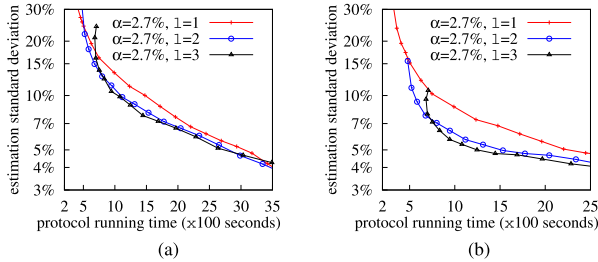 30%
20%
15%
10%
7%
5%
4%
3%
estimation standard deviation
α=2.7%, l=1
α=2.7%, l=2
α=2.7%, l=3
2 5 10 15 20 25 30 35
protocol running time (×100 seconds)
(a)
30%
20%
15%
10%
7%
5%
4%
3%
estimation standard deviation
α=2.7%, l=1
α=2.7%, l=2
α=2.7%, l=3
2 5 10 15 20 25
protocol running time (×100 seconds)
(b)